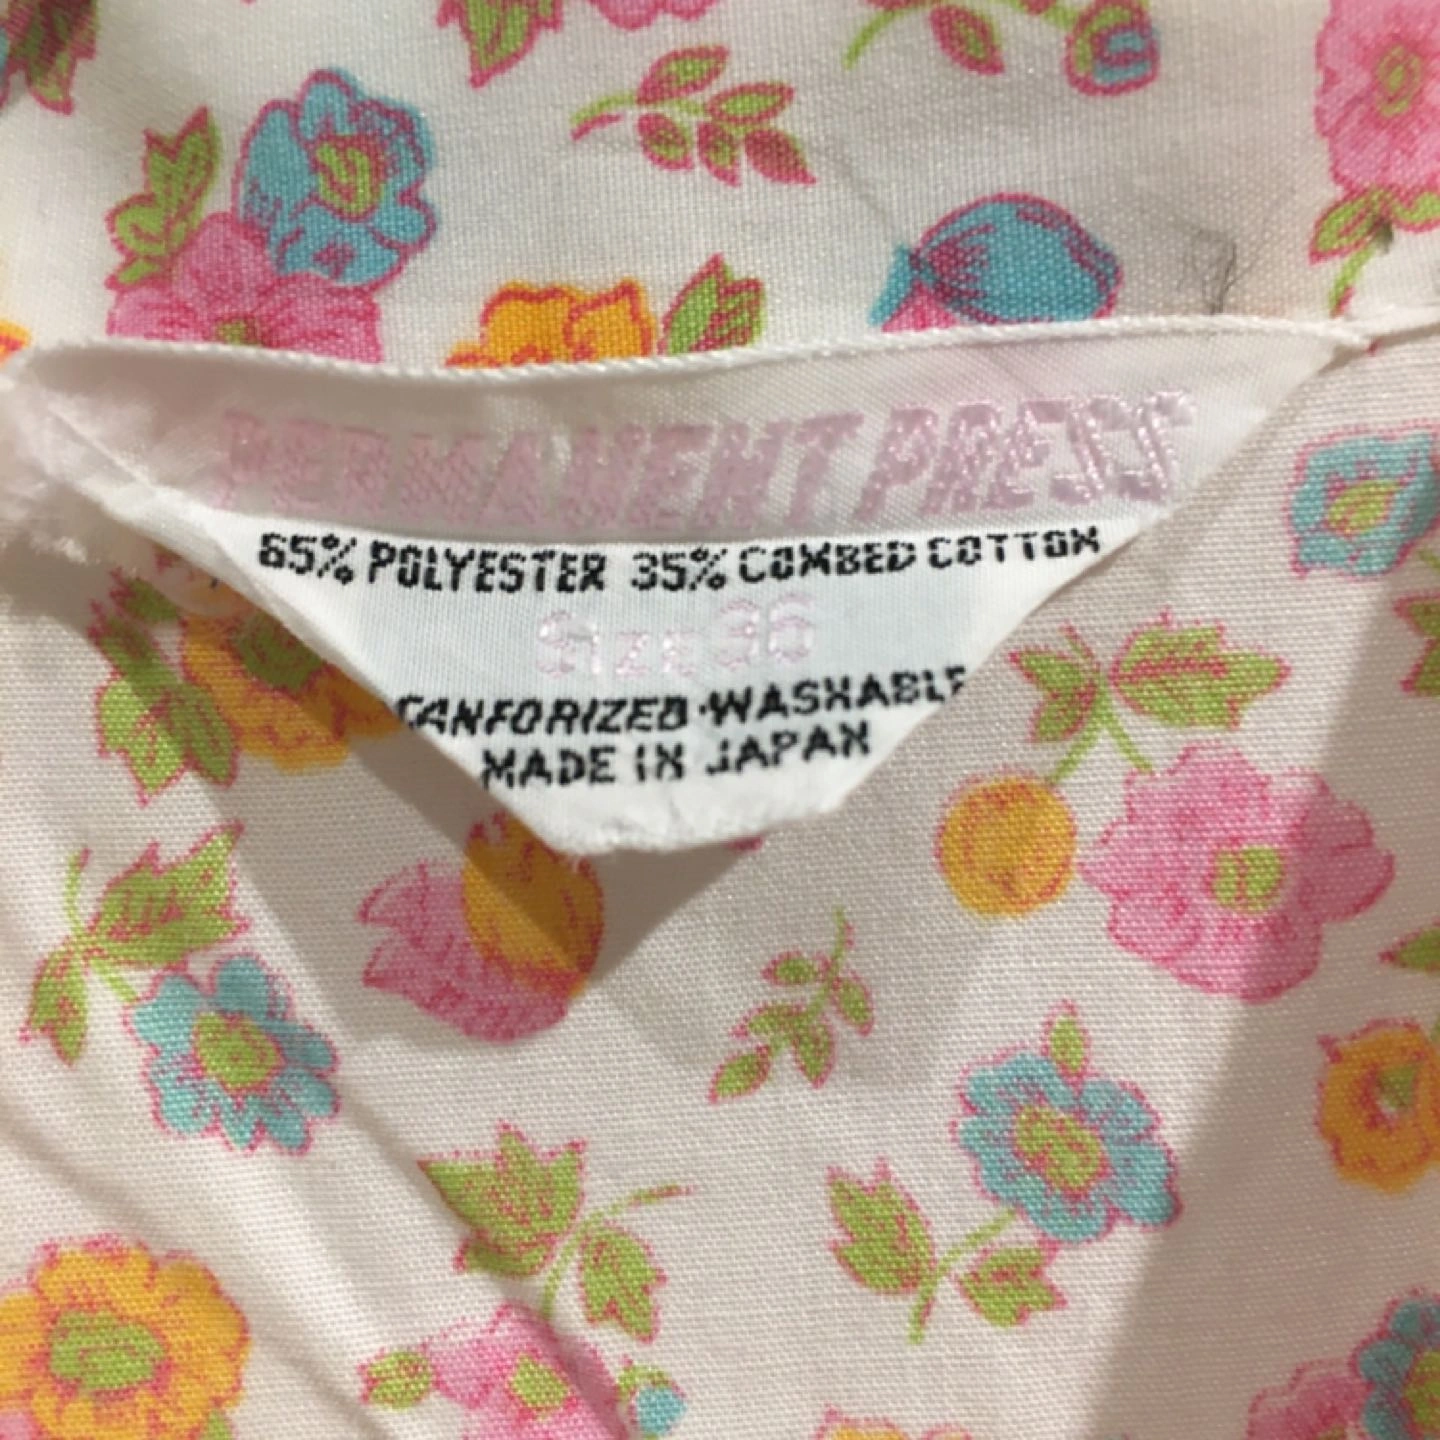 PERMANENT PRESS
65% POLYESTER 35% COMBED COTTON
Size 36
SANFORIZED·WASHABLE
MADE IN JAPAN